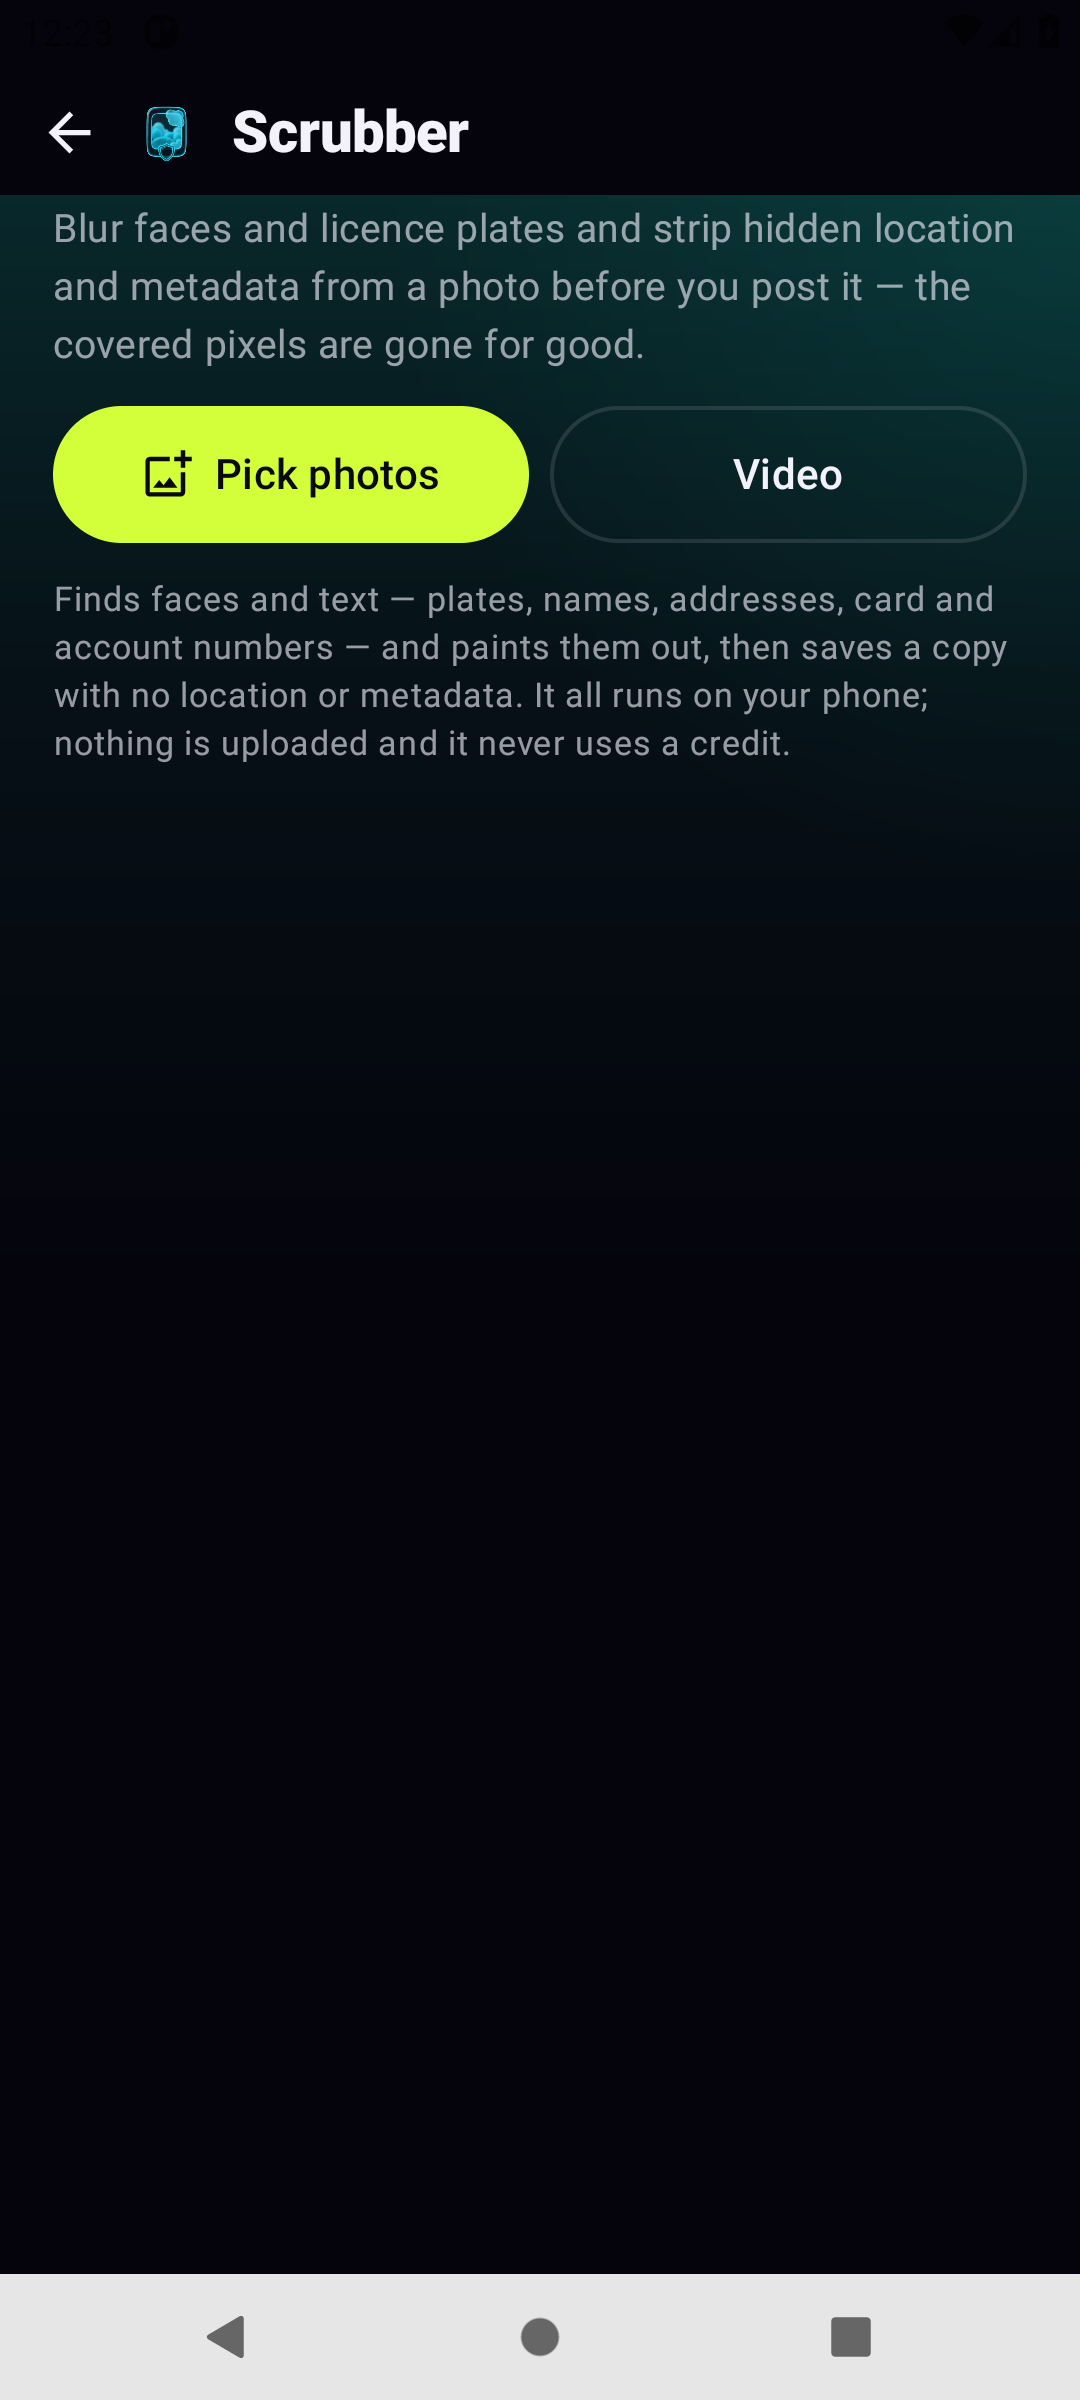 12:23
Scrubber
Blur faces and licence plates and strip hidden location
and metadata from a photo before you post it — the
covered pixels are gone for good.
Pick photos
Video
Finds faces and text — plates, names, addresses, card and
account numbers — and paints them out, then saves a copy
with no location or metadata. It all runs on your phone;
nothing is uploaded and it never uses a credit.